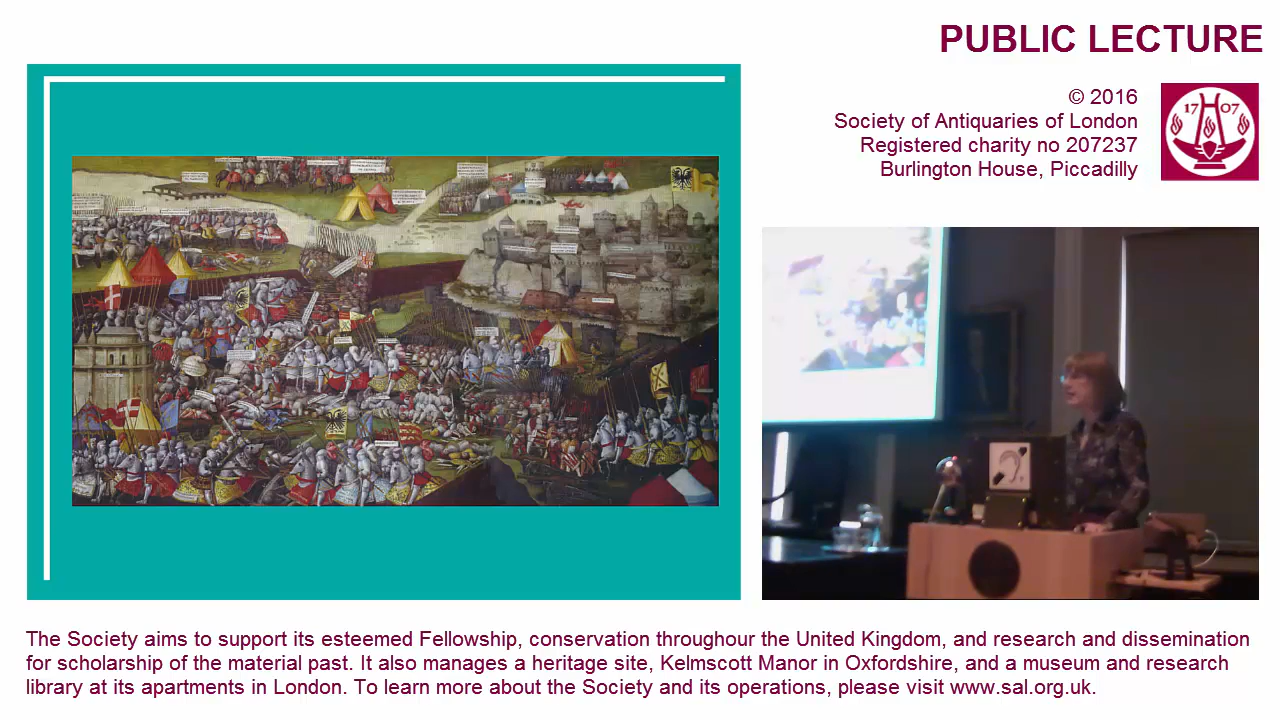 PUBLIC LECTURE
© 2016
Society of Antiquaries of London
Registered charity no 207237
Burlington House, Piccadilly
17 07
The Society aims to support its esteemed Fellowship, conservation throughour the United Kingdom, and research and dissemination
for scholarship of the material past. It also manages a heritage site, Kelmscott Manor in Oxfordshire, and a museum and research
library at its apartments in London. To learn more about the Society and its operations, please visit www.sal.org.uk.